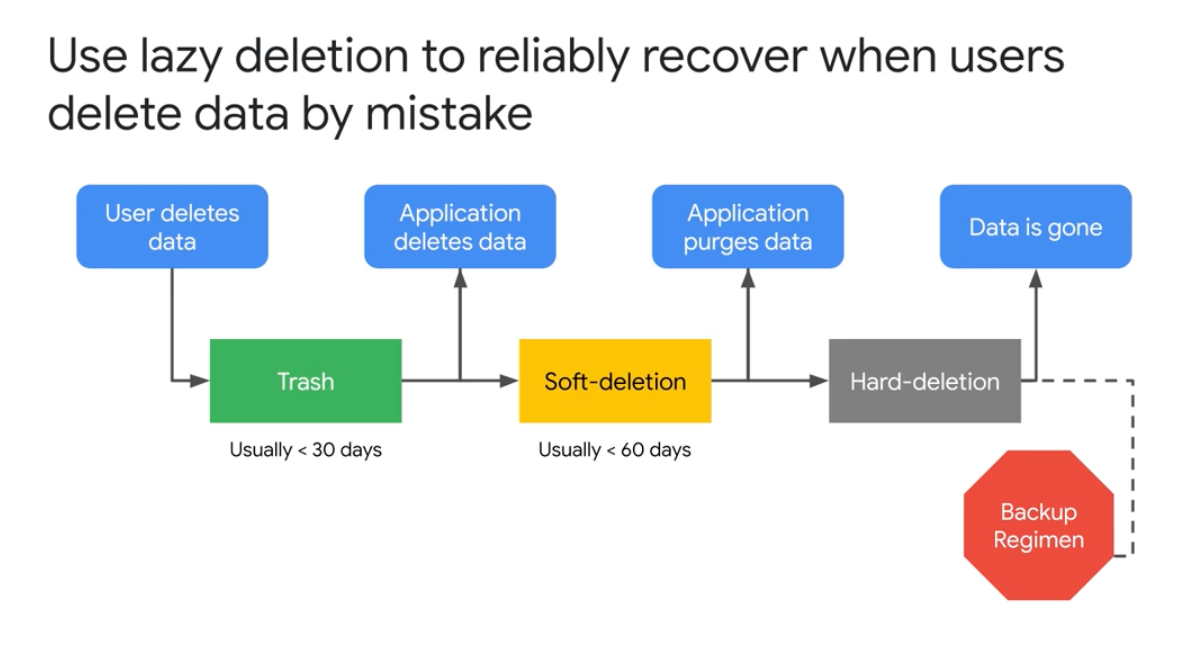 Use lazy deletion to reliably recover when users
delete data by mistake
User deletes
data
Application
deletes data
Application
purges data
Data is gone
Trash
Soft-deletion
Hard-deletion
Usually < 30 days
Usually < 60 days
Backup
Regimen